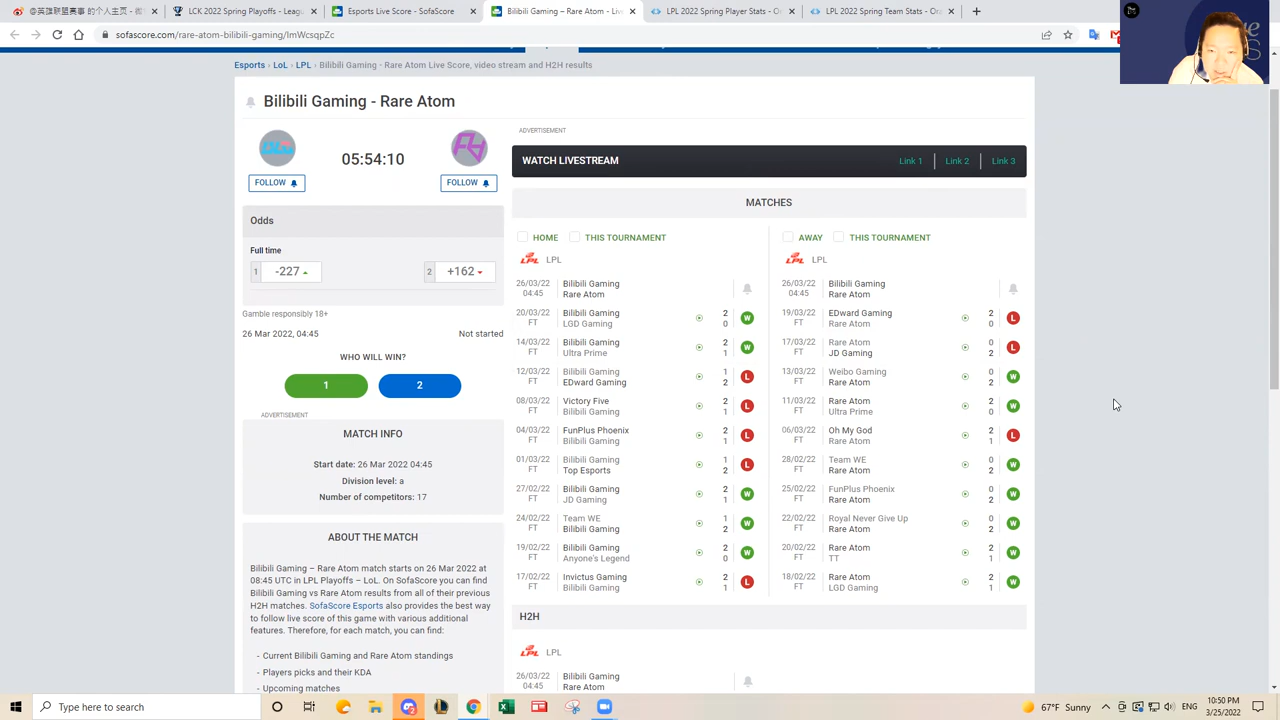 LCK 2022 Spring Playoffs - Leagu
Esports Live Score - SofaScore
Bilibili Gaming - Rare Atom - Live
LPL 2022 Spring Player Stats - Or
LPL 2022 Spring Team Stats - Ora
sofascore.com/rare-atom-bilibili-gaming/lmWcsqpZc
Esports › LoL › LPL › Bilibili Gaming - Rare Atom Live Score, video stream and H2H results
Bilibili Gaming - Rare Atom
05:54:10
FOLLOW
FOLLOW
Odds
Full time
1 -227
2 +162
Gamble responsibly 18+
26 Mar 2022, 04:45 Not started
WHO WILL WIN?
1 2
ADVERTISEMENT
MATCH INFO
Start date: 26 Mar 2022 04:45
Division level: a
Number of competitors: 17
ABOUT THE MATCH
Bilibili Gaming – Rare Atom match starts on 26 Mar 2022 at
08:45 UTC in LPL Playoffs – LoL. On SofaScore you can find
Bilibili Gaming vs Rare Atom results from all of their previous
H2H matches. SofaScore Esports also provides the best way
to follow live score of this game with various additional
features. Therefore, for each match, you can find:
- Current Bilibili Gaming and Rare Atom standings
- Players picks and their KDA
- Upcoming matches
ADVERTISEMENT
WATCH LIVESTREAM Link 1 Link 2 Link 3
MATCHES
HOME THIS TOURNAMENT
LPL
26/03/22 Bilibili Gaming
04:45 Rare Atom
20/03/22 Bilibili Gaming 2 W
FT LGD Gaming 0
14/03/22 Bilibili Gaming 2 W
FT Ultra Prime 1
12/03/22 Bilibili Gaming 1 L
FT EDward Gaming 2
08/03/22 Victory Five 2 L
FT Bilibili Gaming 1
04/03/22 FunPlus Phoenix 2 L
FT Bilibili Gaming 1
01/03/22 Bilibili Gaming 1 L
FT Top Esports 2
27/02/22 Bilibili Gaming 2 W
FT JD Gaming 1
24/02/22 Team WE 1 W
FT Bilibili Gaming 2
19/02/22 Bilibili Gaming 2 W
FT Anyone's Legend 0
17/02/22 Invictus Gaming 2 L
FT Bilibili Gaming 1
AWAY THIS TOURNAMENT
LPL
26/03/22 Bilibili Gaming
04:45 Rare Atom
19/03/22 EDward Gaming 2 L
FT Rare Atom 0
17/03/22 Rare Atom 0 L
FT JD Gaming 2
13/03/22 Weibo Gaming 0 W
FT Rare Atom 2
11/03/22 Rare Atom 2 W
FT Ultra Prime 0
06/03/22 Oh My God 2 L
FT Rare Atom 1
28/02/22 Team WE 0 W
FT Rare Atom 2
25/02/22 FunPlus Phoenix 0 W
FT Rare Atom 2
22/02/22 Royal Never Give Up 0 W
FT Rare Atom 2
20/02/22 Rare Atom 2 W
FT TT 1
18/02/22 Rare Atom 2 W
FT LGD Gaming 1
H2H
LPL
26/03/22 Bilibili Gaming
04:45 Rare Atom
Type here to search
67°F Sunny
ENG
10:50 PM
3/25/2022